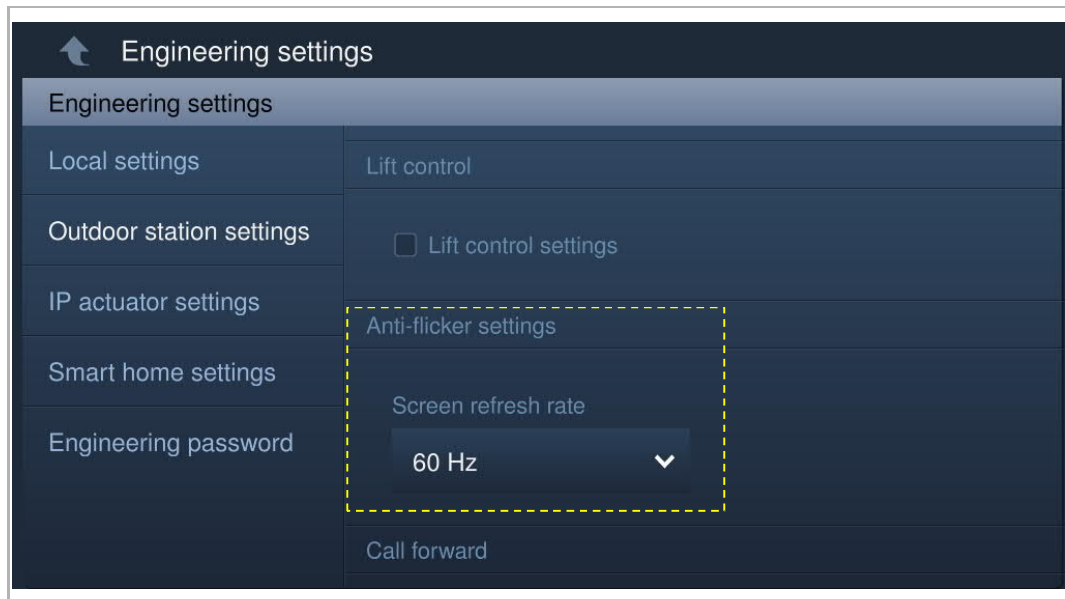 Engineering settings
Engineering settings
Local settings
Outdoor station settings
IP actuator settings
Smart home settings
Engineering password
Lift control
Lift control settings
Anti-flicker settings
Screen refresh rate
60 Hz
Call forward